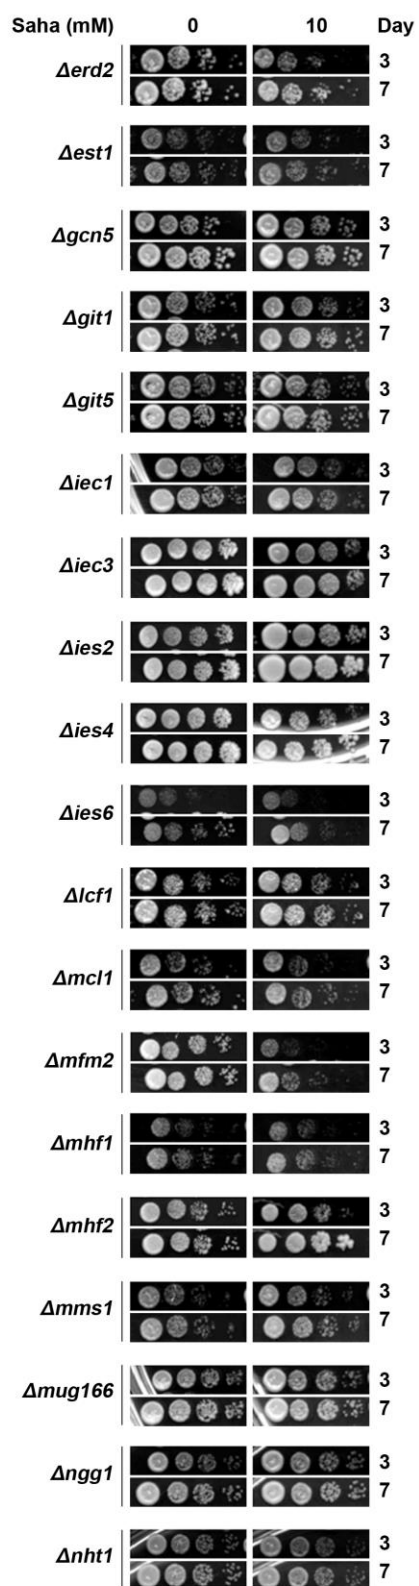 Saha (mM) 0 10 Day
Δerd2 3
7
Δest1 3
7
Δgcn5 3
7
Δgit1 3
7
Δgit5 3
7
Δiec1 3
7
Δiec3 3
7
Δies2 3
7
Δies4 3
7
Δies6 3
7
Δlcf1 3
7
Δmcl1 3
7
Δmfm2 3
7
Δmhf1 3
7
Δmhf2 3
7
Δmms1 3
7
Δmug166 3
7
Δngg1 3
7
Δnht1 3
7